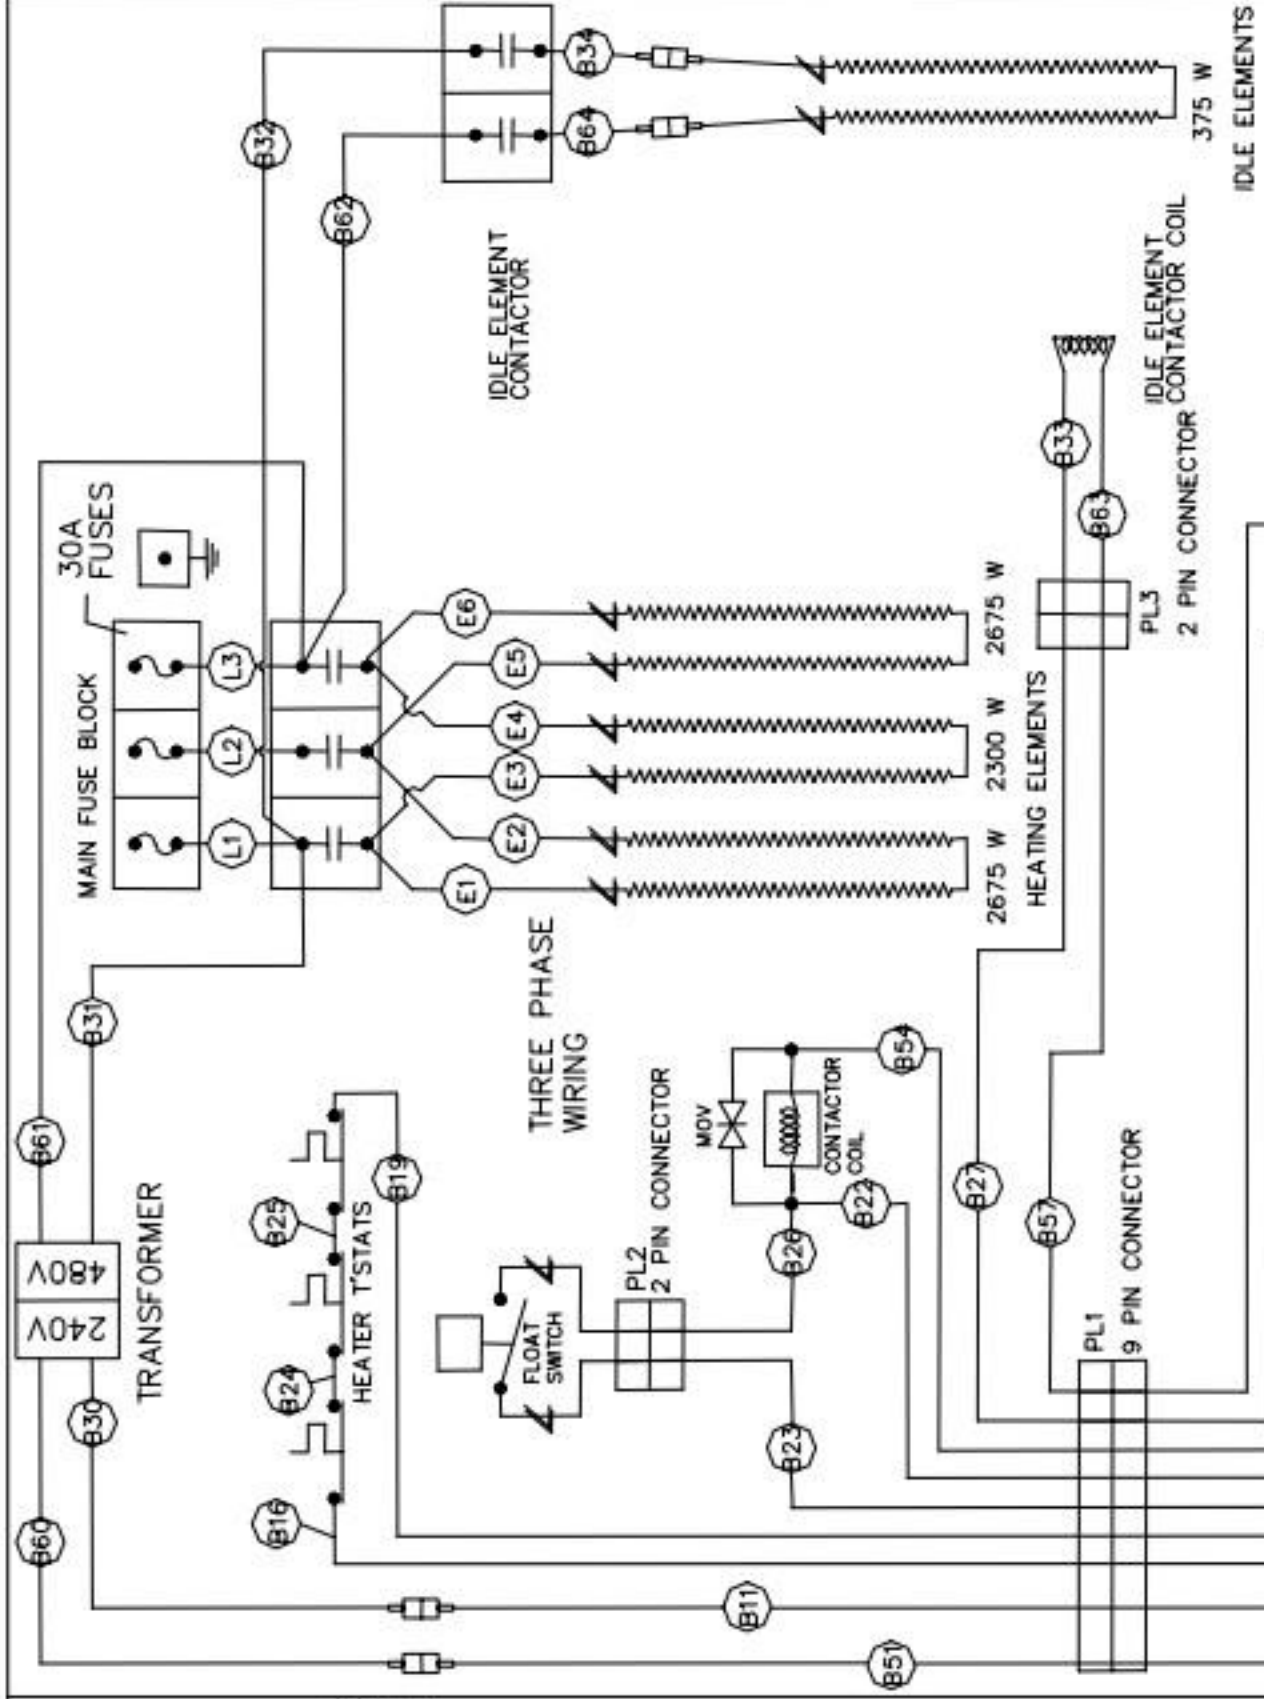 B60
B61
240V
480V
TRANSFORMER
B30
B31
B16
B24
B25
HEATER T'STATS
B19
MAIN FUSE BLOCK
30A
FUSES
L1
L2
L3
B32
B62
B34
B64
IDLE ELEMENT
CONTACTOR
375 W
IDLE ELEMENTS
E1
E2
E3
E4
E5
E6
THREE PHASE
WIRING
2675 W
2300 W
2675 W
HEATING ELEMENTS
FLOAT
SWITCH
PL2
2 PIN CONNECTOR
MOV
CONTACTOR
COIL
B23
B26
B22
B54
B11
B51
B27
B57
B33
B63
PL3
2 PIN CONNECTOR
IDLE ELEMENT
CONTACTOR COIL
PL1
9 PIN CONNECTOR